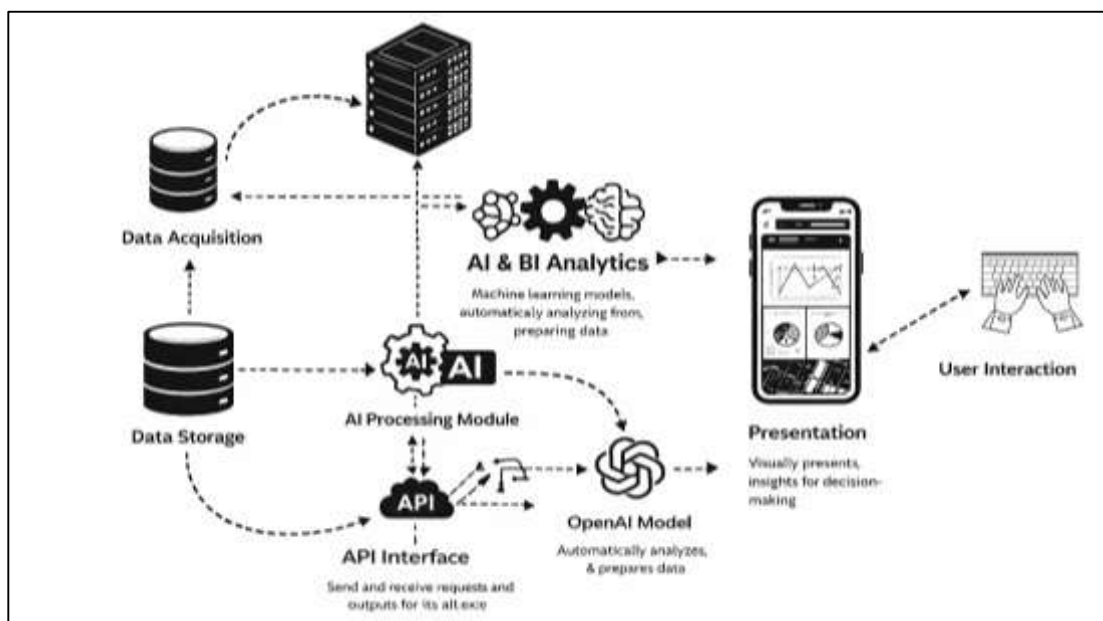 Data Acquisition
AI & BI Analytics
Machine learning models,
automaticaly analyzing from,
preparing data
AI
AI
AI Processing Module
Data Storage
User Interaction
Presentation
Visually presents,
insights for decision-
making
API
API Interface
Send and receive requests and
outputs for its
OpenAI Model
Automatically analyzes,
& prepares data